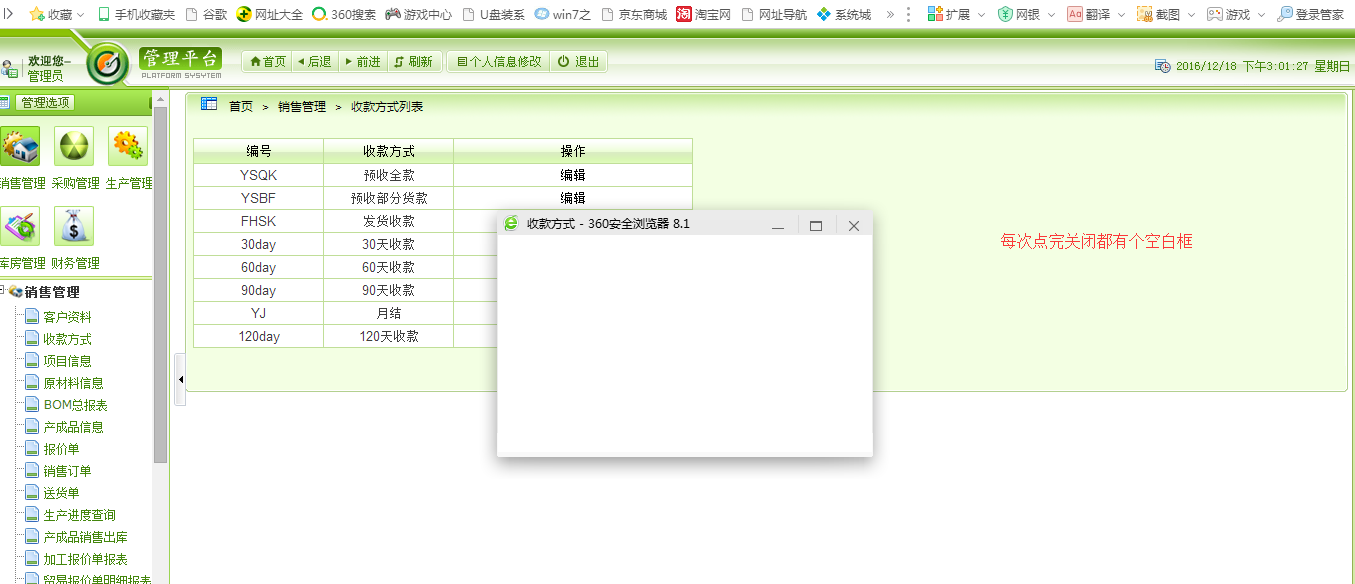 收藏 手机收藏夹 谷歌 网址大全 360搜索 游戏中心 U盘装系 win7之 京东商城 淘宝网 网址导航 系统城 » 扩展 网银 翻译 截图 游戏 登录管家
欢迎您–
管理员
管理平台
PLATFORM SYSYTEM
首页 后退 前进 刷新 个人信息修改 退出
2016/12/18 下午3:01:27 星期日
管理选项
销售管理 采购管理 生产管理
库房管理 财务管理
销售管理
客户资料
收款方式
项目信息
原材料信息
BOM总报表
产成品信息
报价单
销售订单
送货单
生产进度查询
产成品销售出库
加工报价单报表
贸易报价单明细报表
首页 > 销售管理 > 收款方式列表
编号 收款方式 操作
YSQK 预收全款 编辑
YSBF 预收部分货款 编辑
FHSK 发货收款
30day 30天收款
60day 60天收款
90day 90天收款
YJ 月结
120day 120天收款
收款方式 - 360安全浏览器 8.1
每次点完关闭都有个空白框